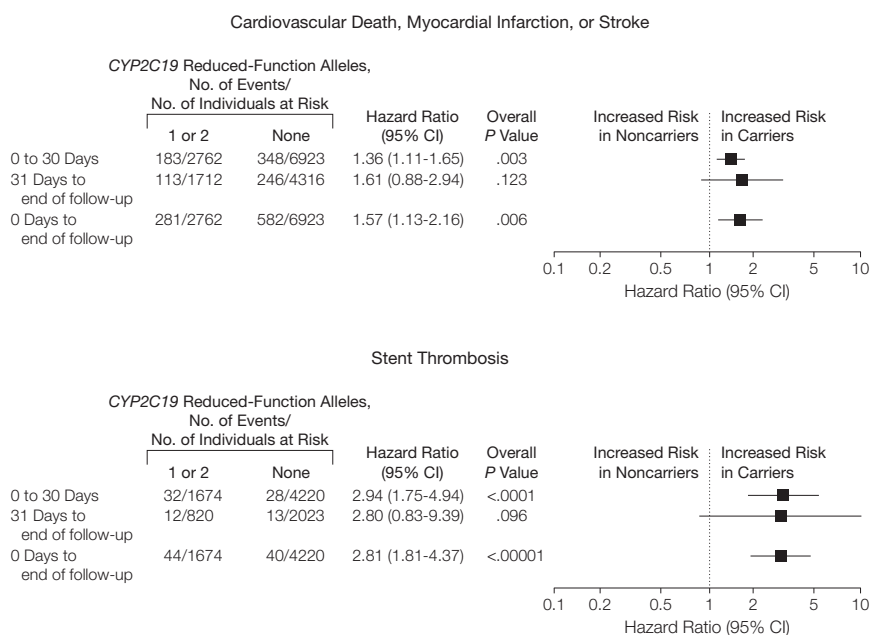 Cardiovascular Death, Myocardial Infarction, or Stroke
CYP2C19 Reduced-Function Alleles,
No. of Events/
No. of Individuals at Risk
1 or 2 None Hazard Ratio (95% CI) Overall P Value Increased Risk in Noncarriers Increased Risk in Carriers
0 to 30 Days 183/2762 348/6923 1.36 (1.11-1.65) .003
31 Days to 113/1712 246/4316 1.61 (0.88-2.94) .123
end of follow-up
0 Days to 281/2762 582/6923 1.57 (1.13-2.16) .006
end of follow-up
0.1 0.2 0.5 1 2 5 10
Hazard Ratio (95% CI)
Stent Thrombosis
CYP2C19 Reduced-Function Alleles,
No. of Events/
No. of Individuals at Risk
1 or 2 None Hazard Ratio (95% CI) Overall P Value Increased Risk in Noncarriers Increased Risk in Carriers
0 to 30 Days 32/1674 28/4220 2.94 (1.75-4.94) <.0001
31 Days to 12/820 13/2023 2.80 (0.83-9.39) .096
end of follow-up
0 Days to 44/1674 40/4220 2.81 (1.81-4.37) <.00001
end of follow-up
0.1 0.2 0.5 1 2 5 10
Hazard Ratio (95% CI)